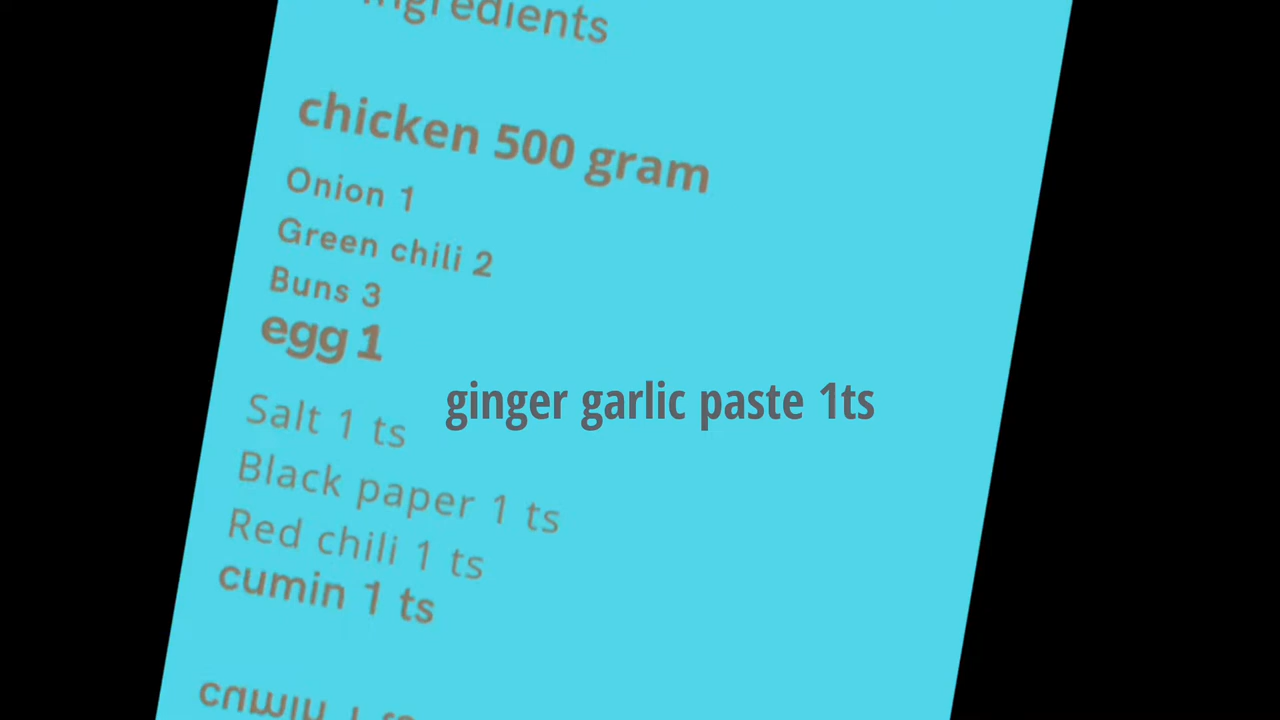 ingredients
chicken 500 gram
Onion 1
Green chili 2
Buns 3
egg 1
ginger garlic paste 1ts
Salt 1 ts
Black paper 1 ts
Red chili 1 ts
cumin 1 ts